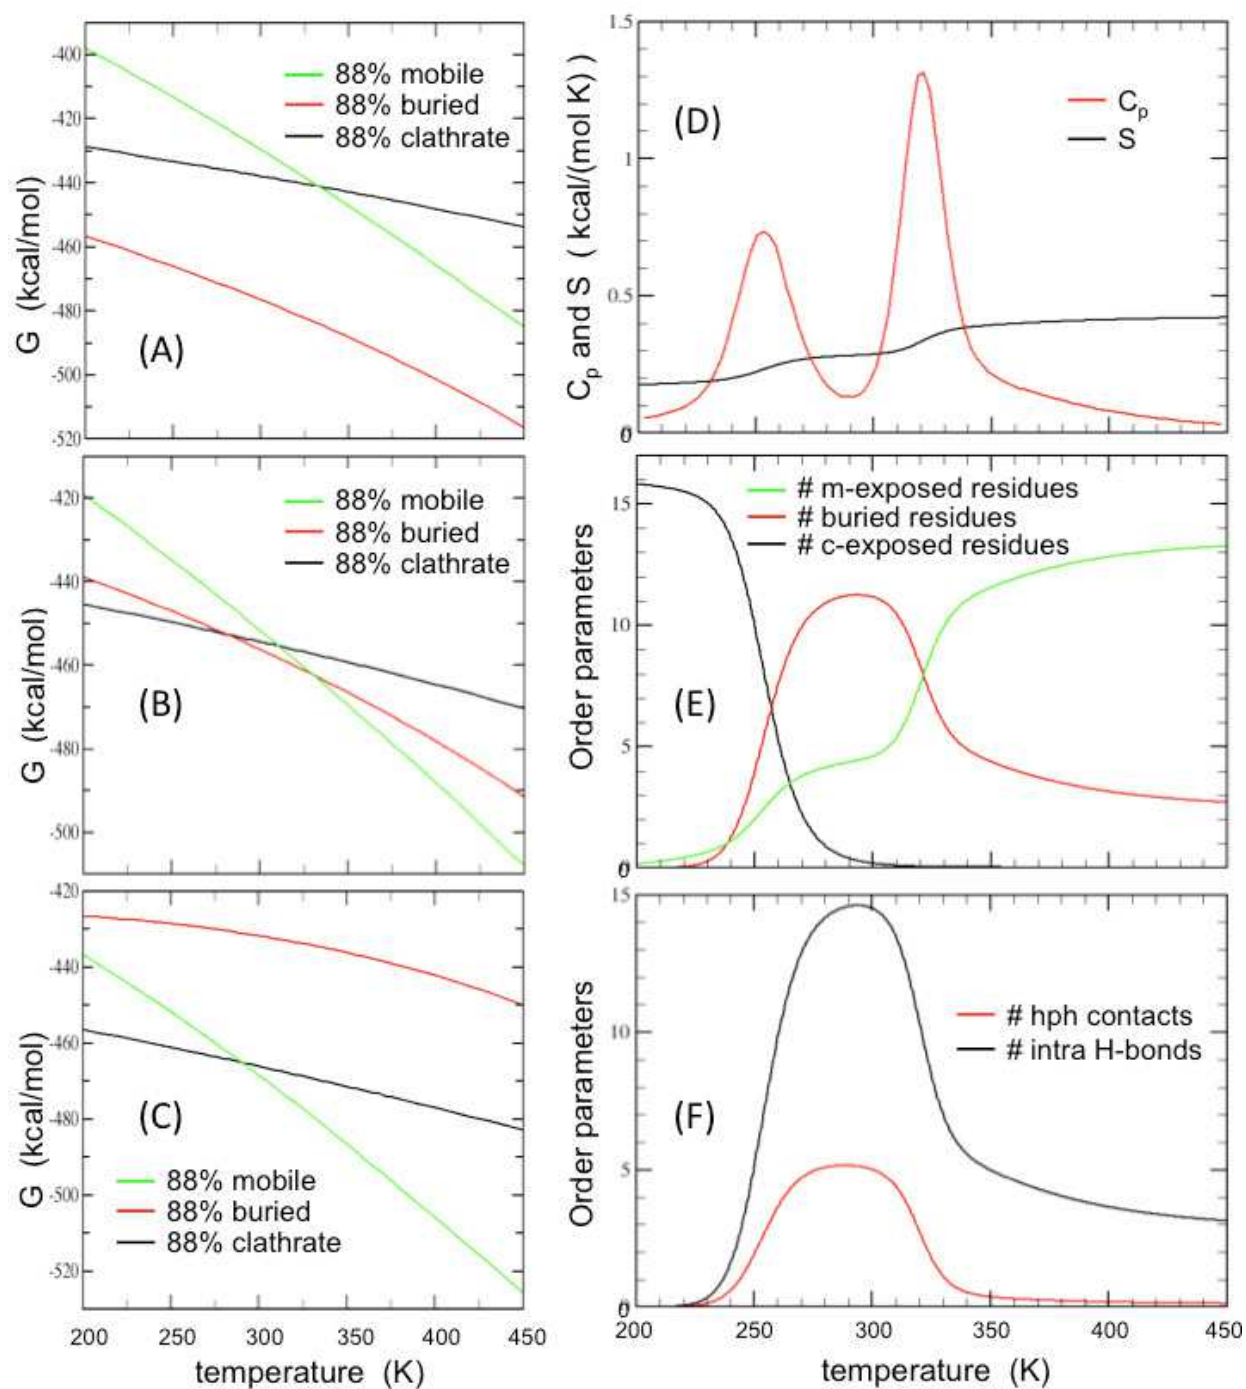 G (kcal/mol)
-400
-420
-440
-460
-480
-500
-520
88% mobile
88% buried
88% clathrate
(A)
G (kcal/mol)
-420
-440
-460
-480
-500
88% mobile
88% buried
88% clathrate
(B)
G (kcal/mol)
-420
-440
-460
-480
-500
-520
(C)
88% mobile
88% buried
88% clathrate
200 250 300 350 400 450
temperature (K)
Cp and S ( kcal/(mol K) )
1.5
1
0.5
0
(D)
Cp
S
Order parameters
15
10
5
0
# m-exposed residues
# buried residues
# c-exposed residues
(E)
Order parameters
15
10
5
0
# hph contacts
# intra H-bonds
(F)
200 250 300 350 400 450
temperature (K)